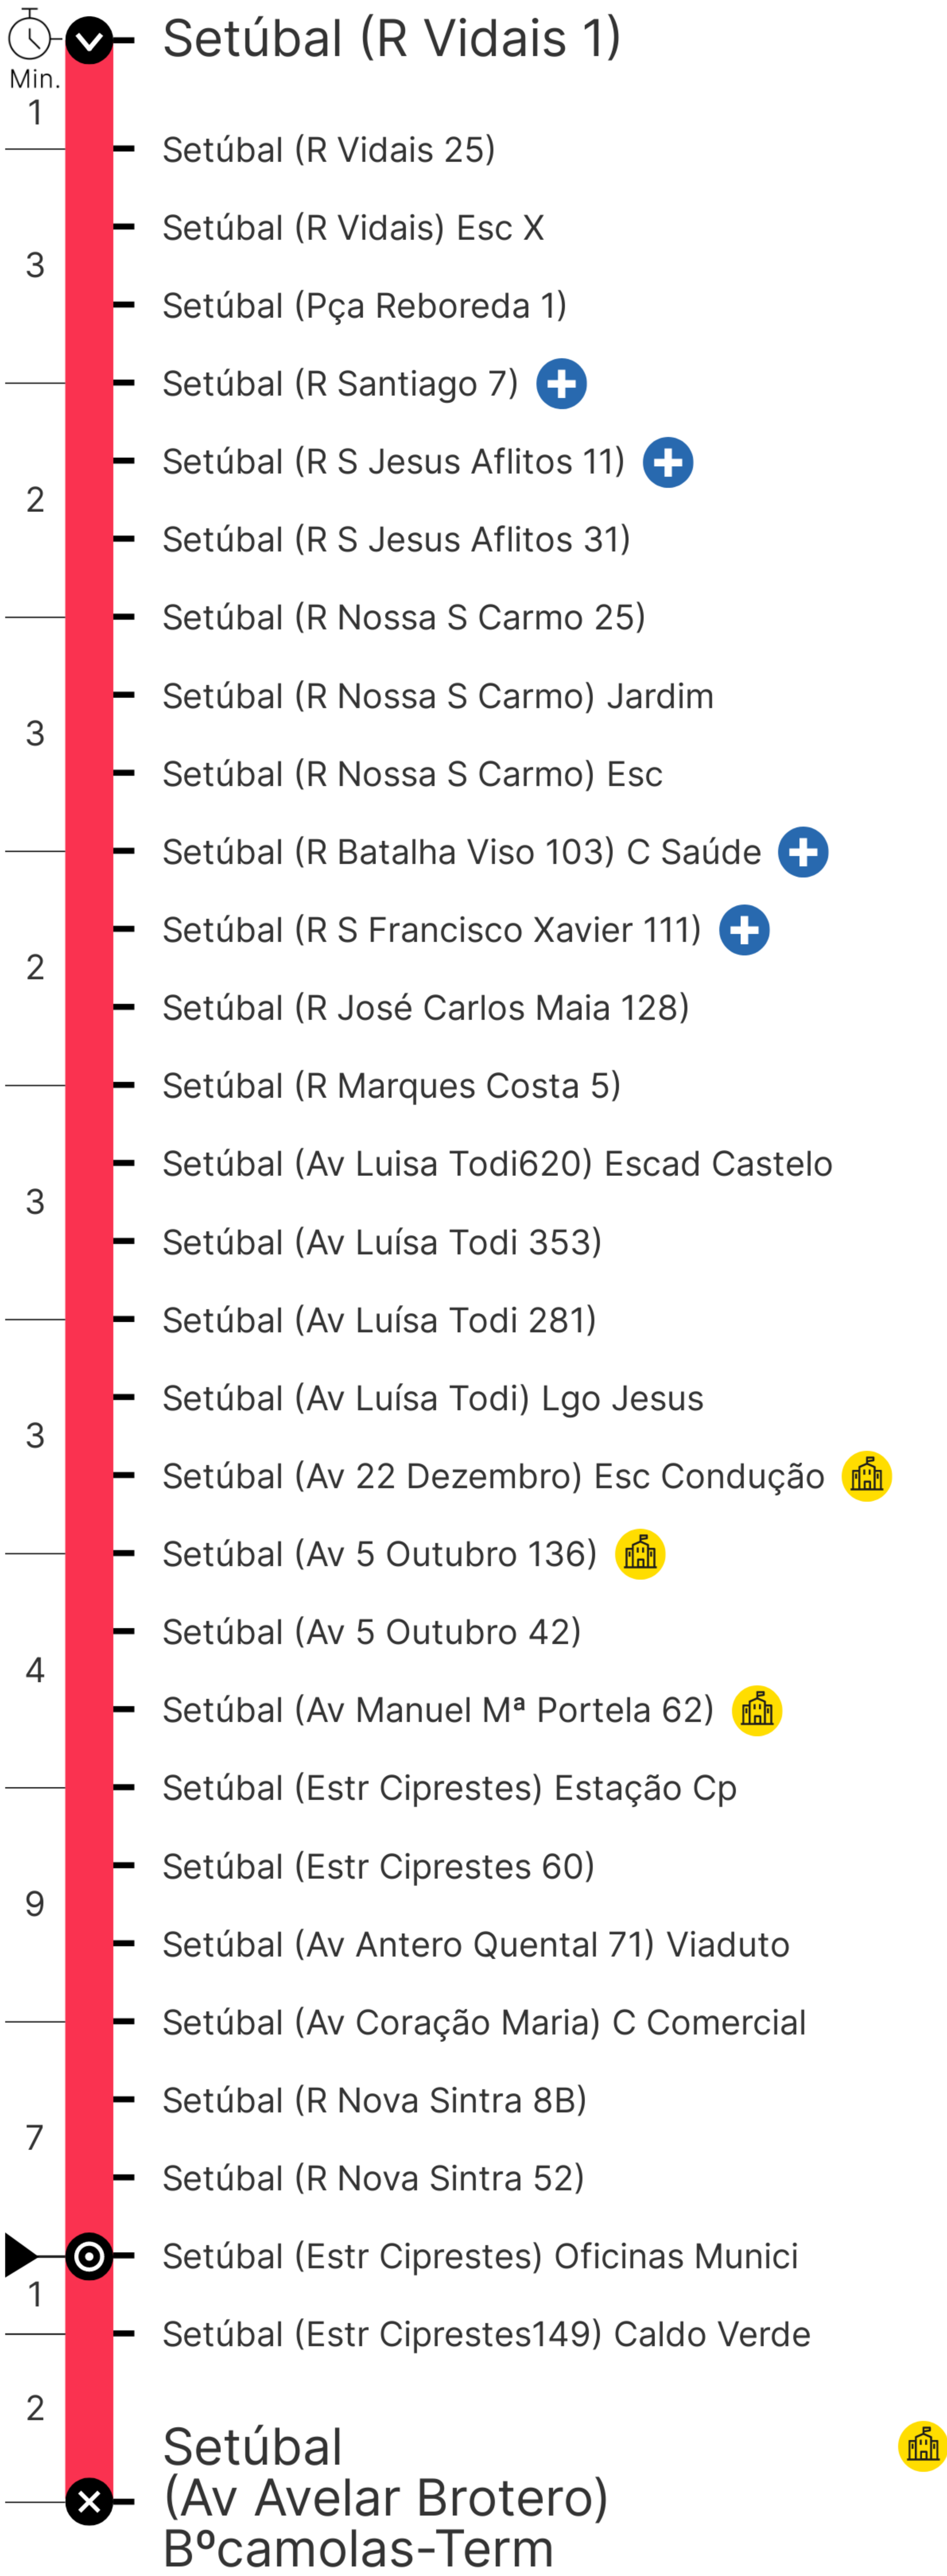 Setúbal (R Vidais 1)
Min.
1
Setúbal (R Vidais 25)
Setúbal (R Vidais) Esc X
3
Setúbal (Pça Reboreda 1)
Setúbal (R Santiago 7)
Setúbal (R S Jesus Aflitos 11)
2
Setúbal (R S Jesus Aflitos 31)
Setúbal (R Nossa S Carmo 25)
Setúbal (R Nossa S Carmo) Jardim
3
Setúbal (R Nossa S Carmo) Esc
Setúbal (R Batalha Viso 103) C Saúde
Setúbal (R S Francisco Xavier 111)
2
Setúbal (R José Carlos Maia 128)
Setúbal (R Marques Costa 5)
Setúbal (Av Luisa Todi620) Escad Castelo
3
Setúbal (Av Luísa Todi 353)
Setúbal (Av Luísa Todi 281)
Setúbal (Av Luísa Todi) Lgo Jesus
3
Setúbal (Av 22 Dezembro) Esc Condução
Setúbal (Av 5 Outubro 136)
Setúbal (Av 5 Outubro 42)
4
Setúbal (Av Manuel Mª Portela 62)
Setúbal (Estr Ciprestes) Estação Cp
Setúbal (Estr Ciprestes 60)
9
Setúbal (Av Antero Quental 71) Viaduto
Setúbal (Av Coração Maria) C Comercial
Setúbal (R Nova Sintra 8B)
7
Setúbal (R Nova Sintra 52)
Setúbal (Estr Ciprestes) Oficinas Munici
1
Setúbal (Estr Ciprestes149) Caldo Verde
2
Setúbal
(Av Avelar Brotero)
Bºcamolas-Term